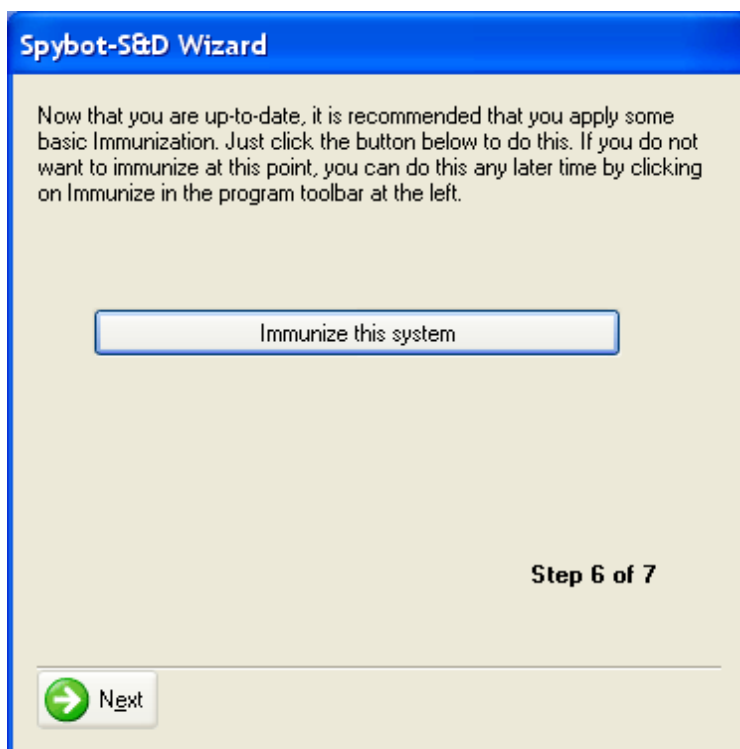 Spybot-S&D Wizard
Now that you are up-to-date, it is recommended that you apply some
basic Immunization. Just click the button below to do this. If you do not
want to immunize at this point, you can do this any later time by clicking
on Immunize in the program toolbar at the left.
Immunize this system
Step 6 of 7
Next